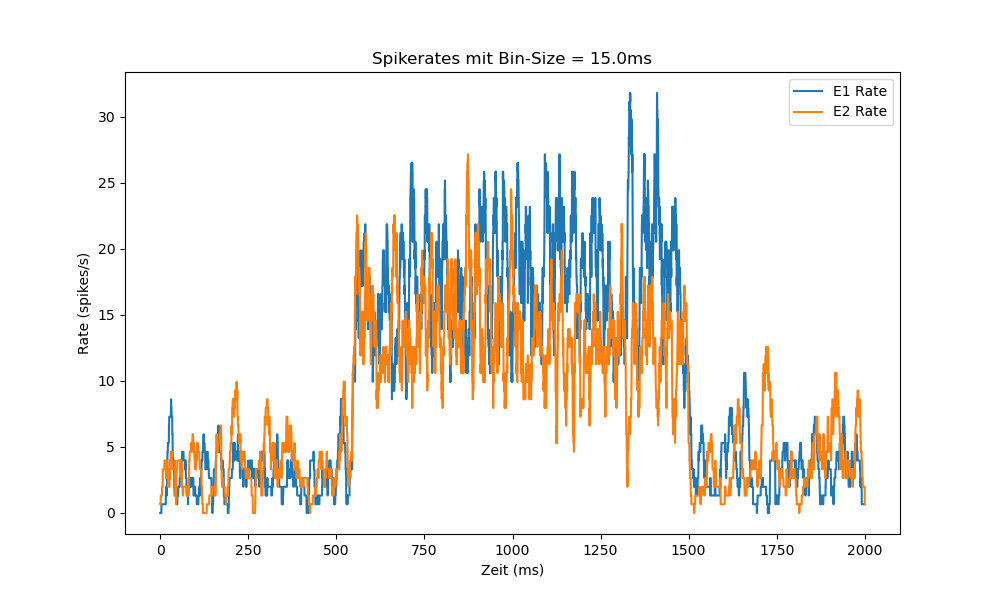 Spikerates mit Bin-Size = 15.0ms
E1 Rate
E2 Rate
30
25
20
15
10
5
0
Rate (spikes/s)
0 250 500 750 1000 1250 1500 1750 2000
Zeit (ms)